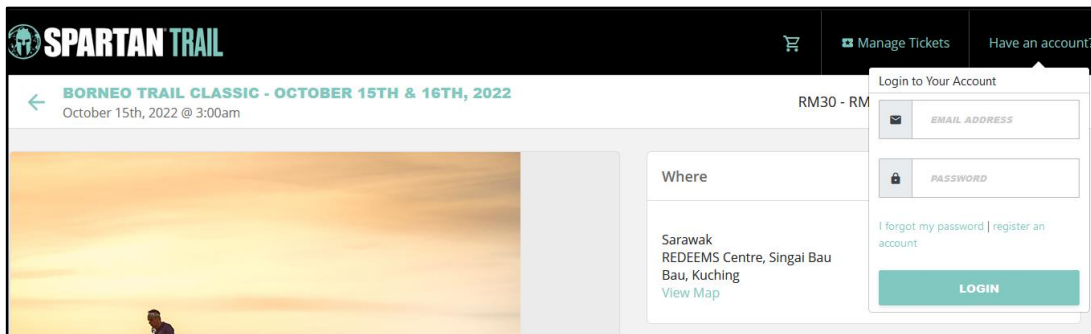 SPARTAN TRAIL
Manage Tickets
Have an account?
BORNEO TRAIL CLASSIC - OCTOBER 15TH & 16TH, 2022
October 15th, 2022 @ 3:00am
RM30 - RM
Login to Your Account
EMAIL ADDRESS
PASSWORD
I forgot my password | register an
account
LOGIN
Where
Sarawak
REDEEMS Centre, Singai Bau
Bau, Kuching
View Map